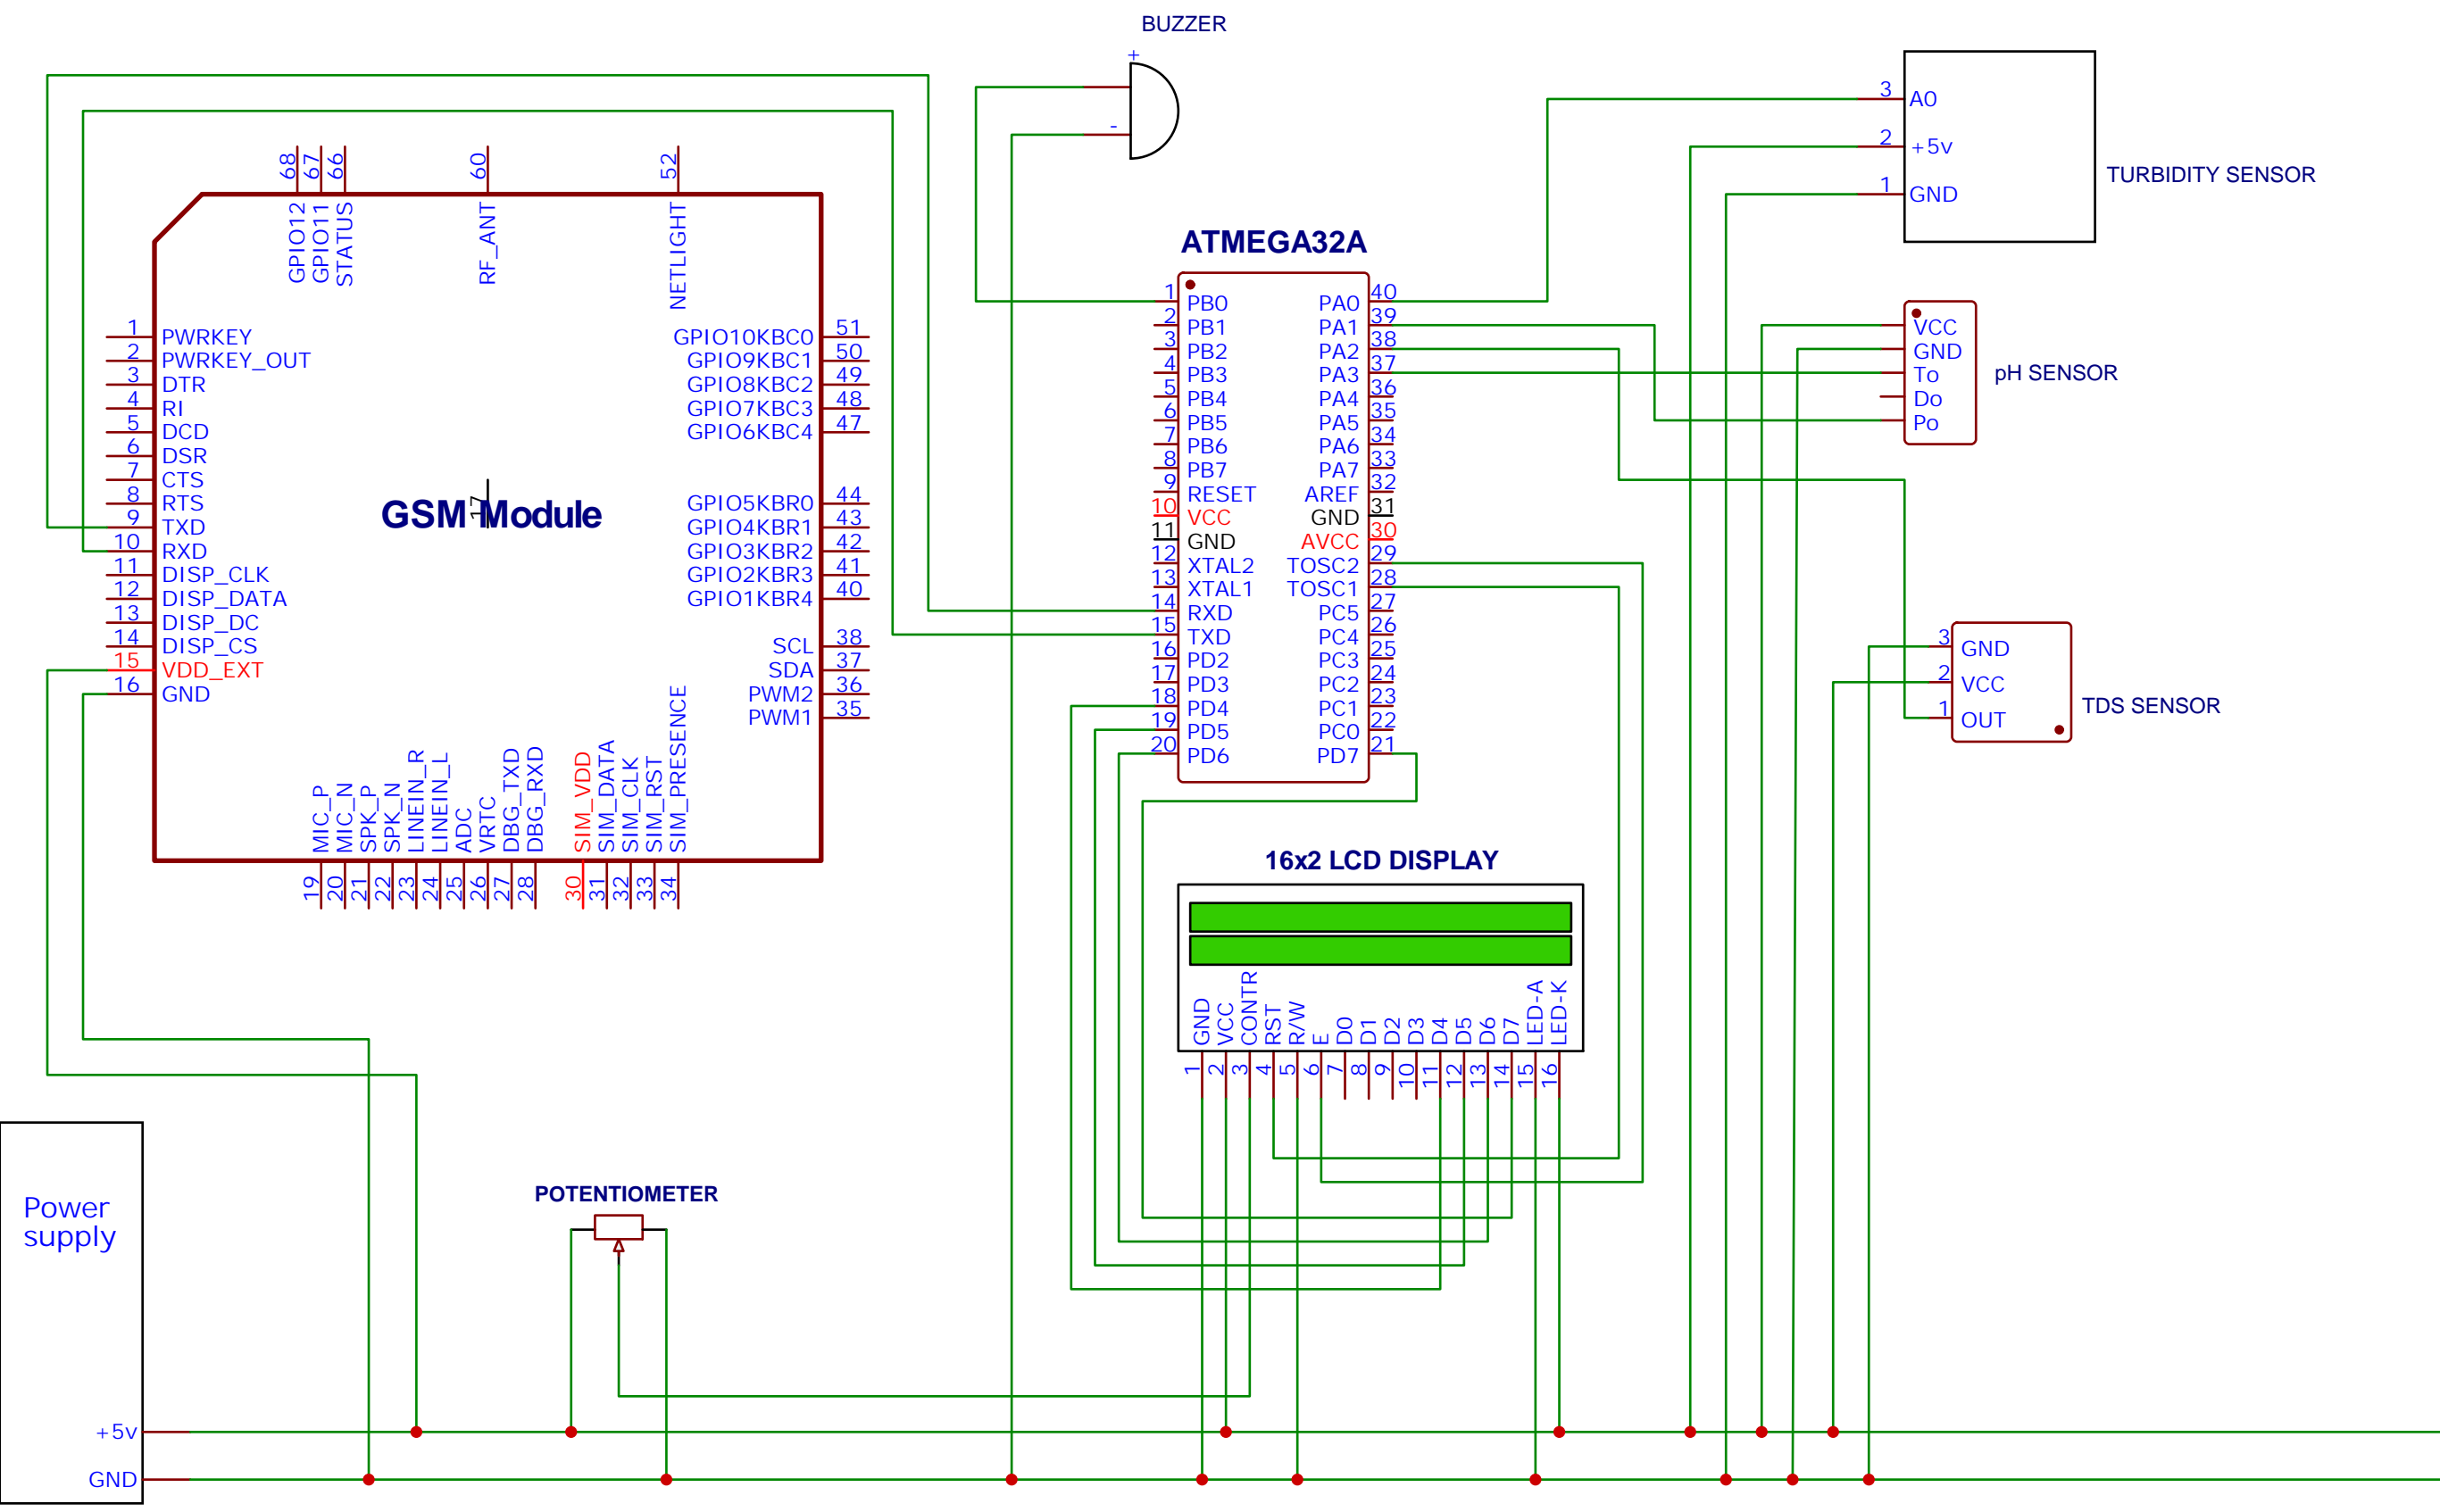 BUZZER
+
-
3 A0
2 +5v
1 GND
TURBIDITY SENSOR
68 GPIO12
67 GPIO11
66 STATUS
60 RF_ANT
52 NETLIGHT
1 PWRKEY
2 PWRKEY_OUT
3 DTR
4 RI
5 DCD
6 DSR
7 CTS
8 RTS
9 TXD
10 RXD
11 DISP_CLK
12 DISP_DATA
13 DISP_DC
14 DISP_CS
15 VDD_EXT
16 GND
GSM Module
17
GPIO10KBC0 51
GPIO9KBC1 50
GPIO8KBC2 49
GPIO7KBC3 48
GPIO6KBC4 47
GPIO5KBR0 44
GPIO4KBR1 43
GPIO3KBR2 42
GPIO2KBR3 41
GPIO1KBR4 40
SCL 38
SDA 37
PWM2 36
PWM1 35
MIC_P 19
MIC_N 20
SPK_P 21
SPK_N 22
LINEIN_R 23
LINEIN_L 24
ADC 25
VRTC 26
DBG_TXD 27
DBG_RXD 28
SIM_VDD 30
SIM_DATA 31
SIM_CLK 32
SIM_RST 33
SIM_PRESENCE 34
ATMEGA32A
1 PB0 PA0 40
2 PB1 PA1 39
3 PB2 PA2 38
4 PB3 PA3 37
5 PB4 PA4 36
6 PB5 PA5 35
7 PB6 PA6 34
8 PB7 PA7 33
9 RESET AREF 32
10 VCC GND 31
11 GND AVCC 30
12 XTAL2 TOSC2 29
13 XTAL1 TOSC1 28
14 RXD PC5 27
15 TXD PC4 26
16 PD2 PC3 25
17 PD3 PC2 24
18 PD4 PC1 23
19 PD5 PC0 22
20 PD6 PD7 21
VCC
GND
To
Do
Po
pH SENSOR
3 GND
2 VCC
1 OUT
TDS SENSOR
16x2 LCD DISPLAY
GND 1
VCC 2
CONTR 3
RST 4
R/W 5
E 6
D0 7
D1 8
D2 9
D3 10
D4 11
D5 12
D6 13
D7 14
LED-A 15
LED-K 16
POTENTIOMETER
Power
supply
+5v
GND